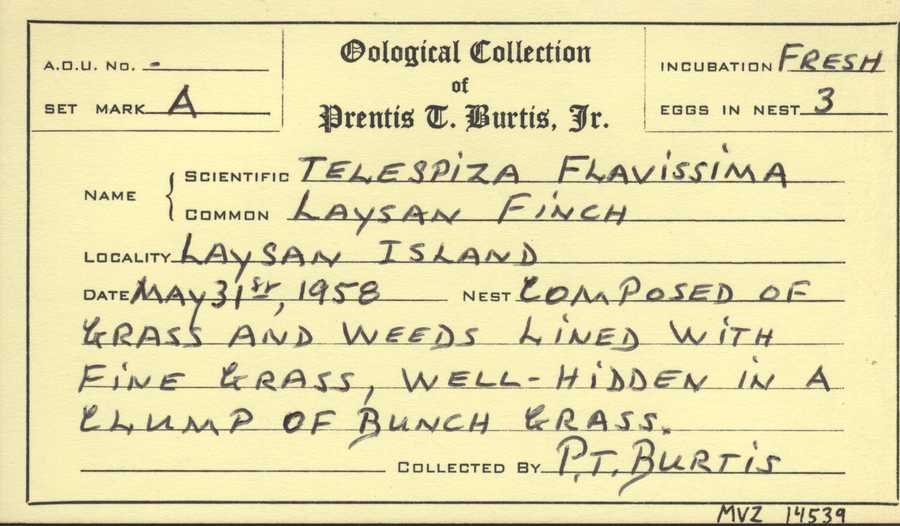 A.O.U. No. -
SET MARK A
Oological Collection
of
Prentis T. Burtis, Jr.
INCUBATION FRESH
EGGS IN NEST 3
NAME
SCIENTIFIC TELESPIZA FLAVISSIMA
COMMON LAYSAN FINCH
LOCALITY LAYSAN ISLAND
DATE MAY 31ST, 1958 NEST COMPOSED OF
GRASS AND WEEDS LINED WITH
FINE GRASS, WELL-HIDDEN IN A
CLUMP OF BUNCH GRASS.
COLLECTED BY P.T. BURTIS
MVZ 14539